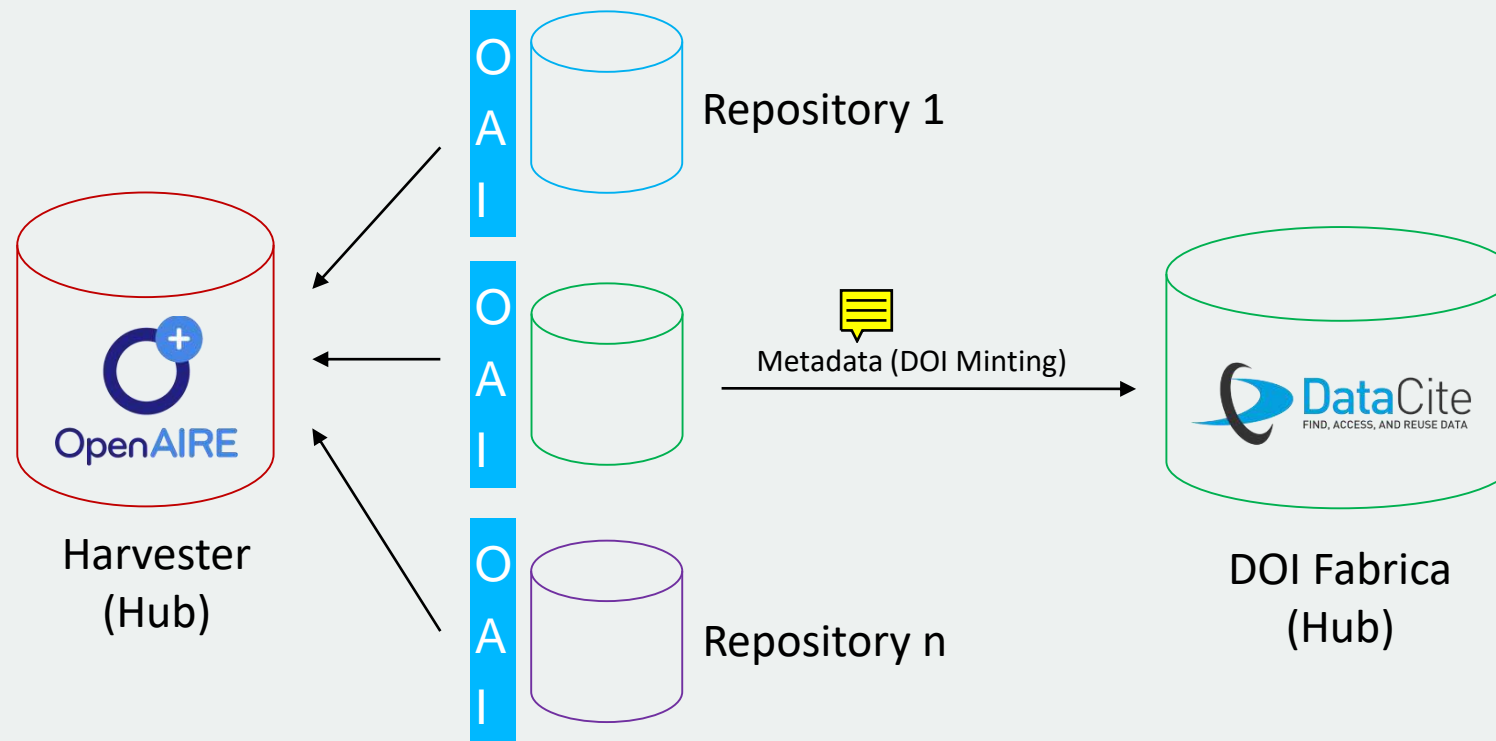 O
A
I
Repository 1
O
A
I
Metadata (DOI Minting)
OpenAIRE
+
DataCite
FIND, ACCESS, AND REUSE DATA
Harvester
(Hub)
O
A
I
Repository n
DOI Fabrica
(Hub)